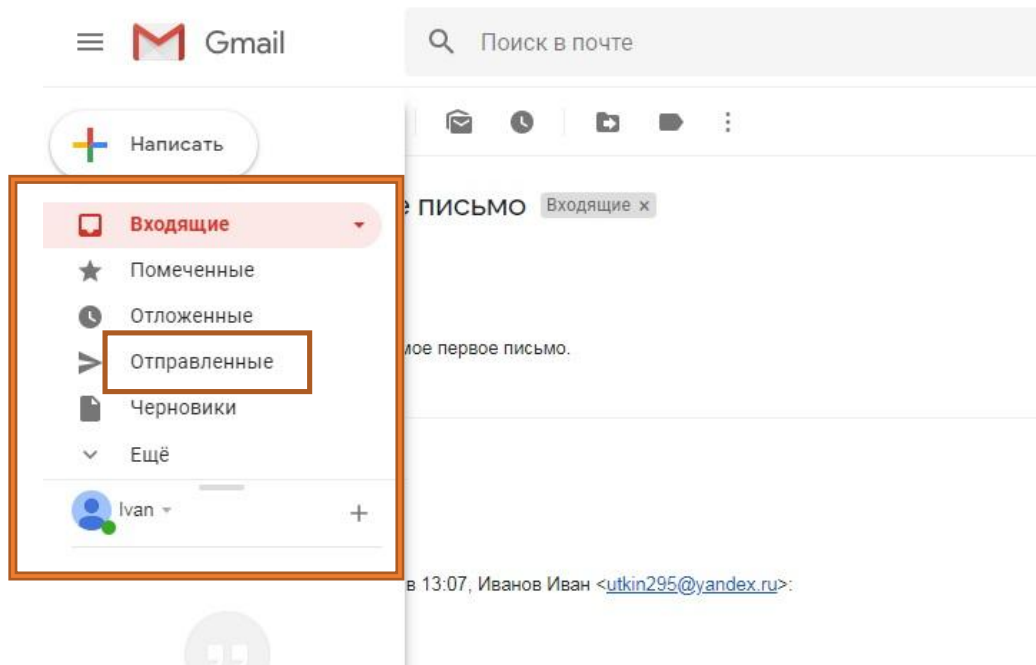 Gmail
Поиск в почте
Написать
письмо Входящие x
Входящие
Помеченные
Отложенные
первое письмо.
Отправленные
Черновики
Ещё
Ivan
в 13:07, Иванов Иван <utkin295@yandex.ru>: